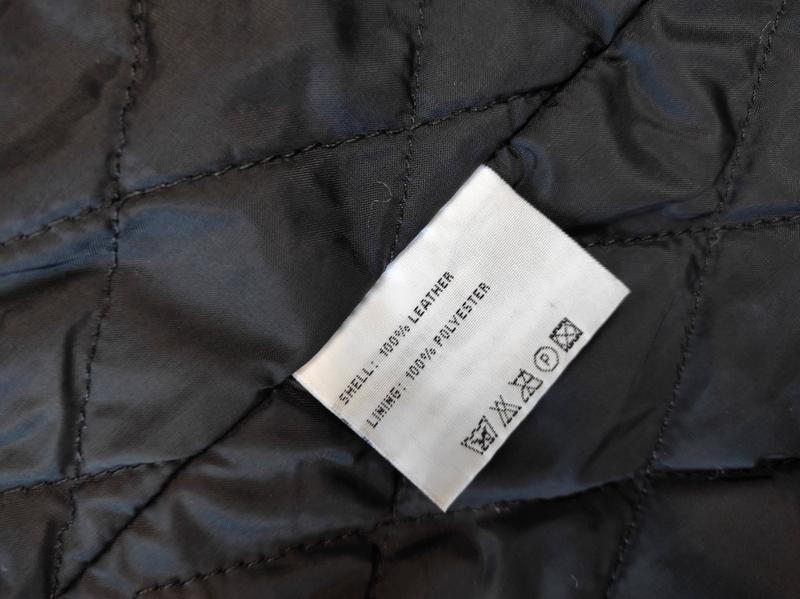 SHELL: 100% LEATHER
LINING: 100% POLYESTER
P